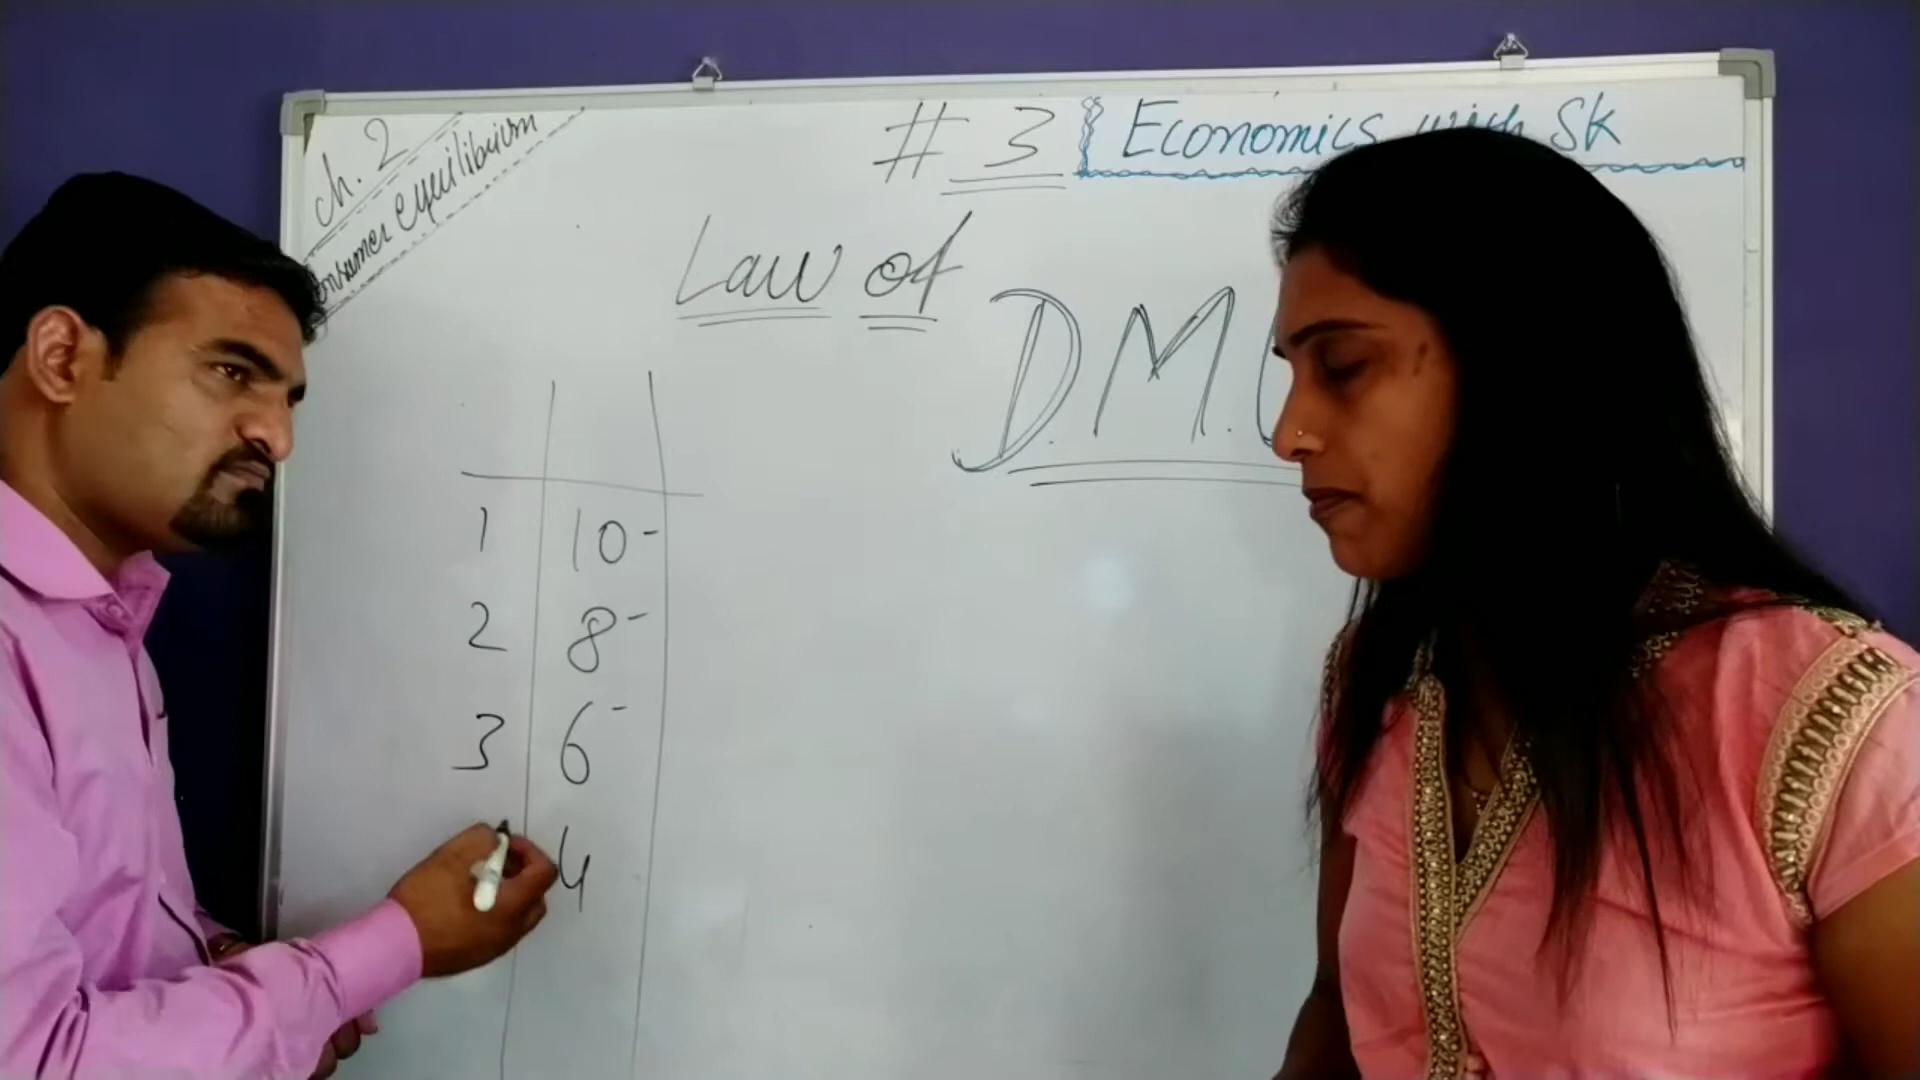 Ch. 2
Consumer Equilibrium
# 3 Economics with SK
Law of
D.M.
1 10-
2 8-
3 6-
4